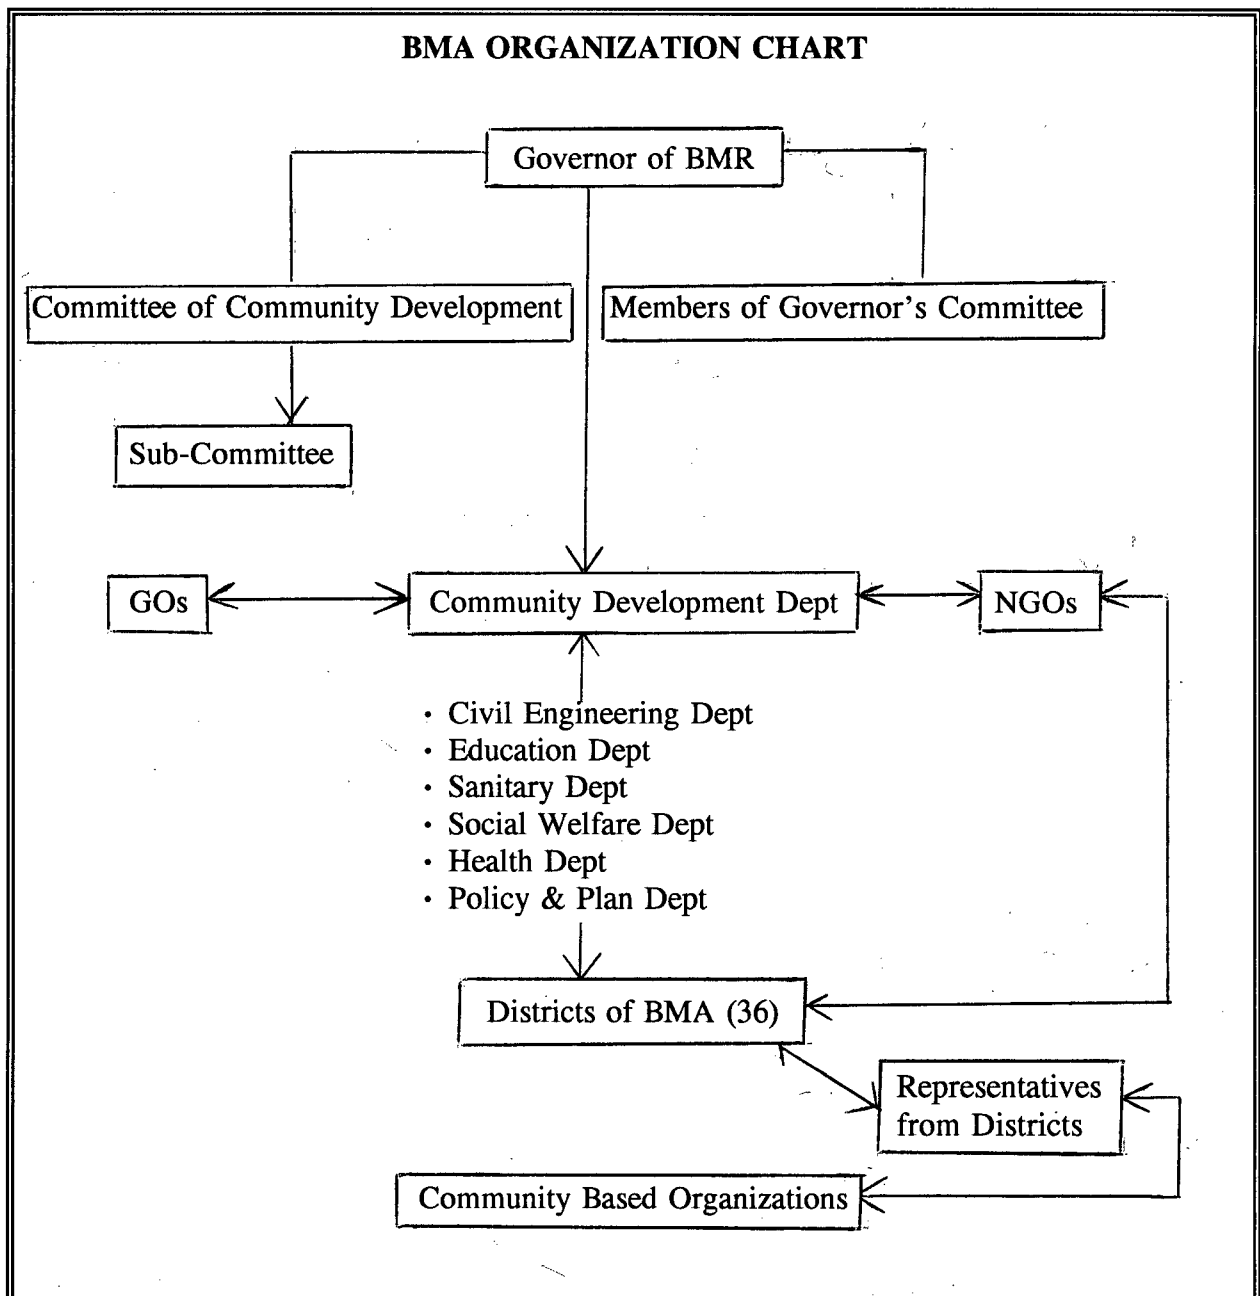 BMA ORGANIZATION CHART
Governor of BMR
Committee of Community Development
Members of Governor's Committee
Sub-Committee
GOs
Community Development Dept
NGOs
· Civil Engineering Dept
· Education Dept
· Sanitary Dept
· Social Welfare Dept
· Health Dept
· Policy & Plan Dept
Districts of BMA (36)
Representatives
from Districts
Community Based Organizations